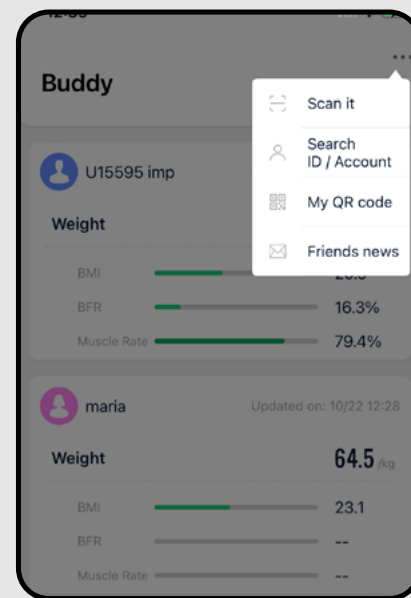 Buddy
Scan it
Search
ID / Account
My QR code
Friends news
U15595 imp
Weight
BMI
BFR 16.3%
Muscle Rate 79.4%
maria Updated on: 10/22 12:28
Weight 64.5 /kg
BMI 23.1
BFR --
Muscle Rate --